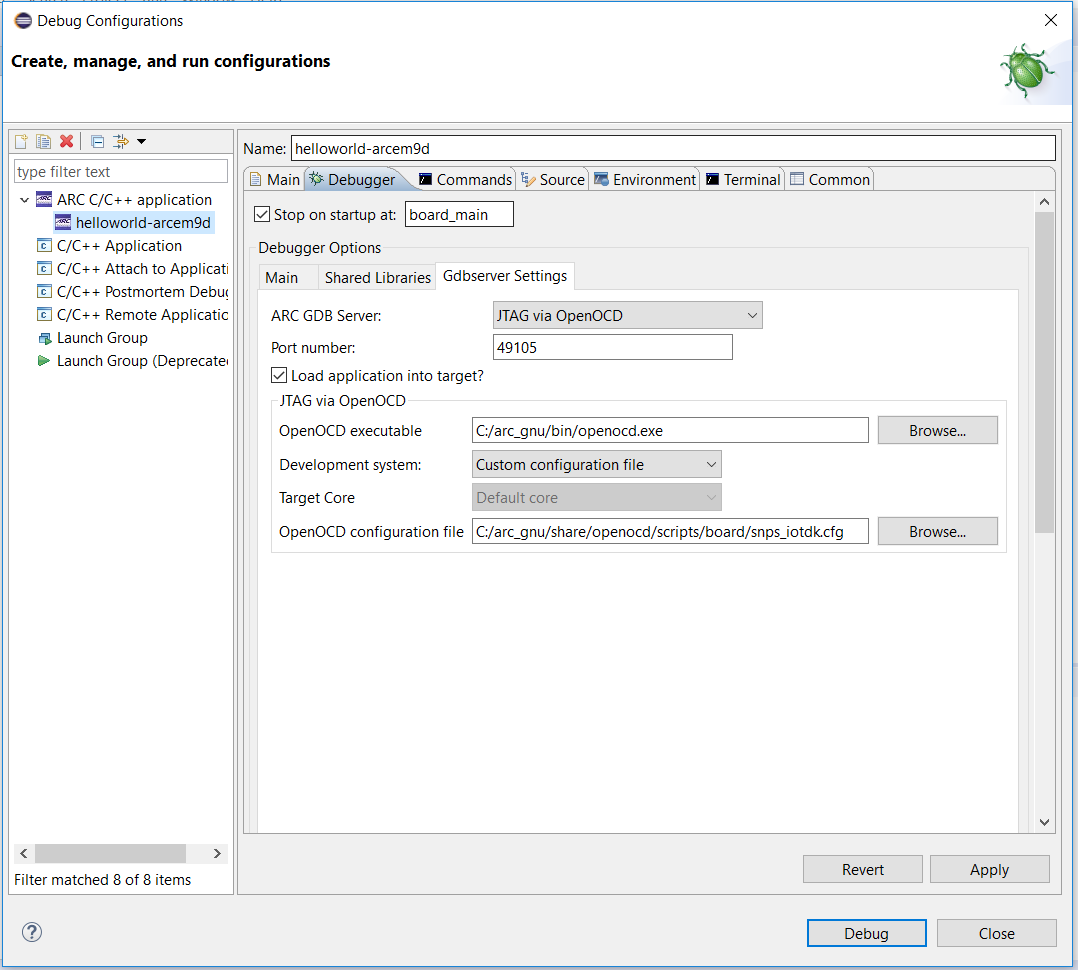 Debug Configurations
Create, manage, and run configurations
type filter text
ARC C/C++ application
helloworld-arcem9d
C/C++ Application
C/C++ Attach to Applicati
C/C++ Postmortem Debug
C/C++ Remote Applicatio
Launch Group
Launch Group (Deprecate
Filter matched 8 of 8 items
Name: helloworld-arcem9d
Main Debugger Commands Source Environment Terminal Common
Stop on startup at: board_main
Debugger Options
Main Shared Libraries Gdbserver Settings
ARC GDB Server: JTAG via OpenOCD
Port number: 49105
Load application into target?
JTAG via OpenOCD
OpenOCD executable C:/arc_gnu/bin/openocd.exe Browse...
Development system: Custom configuration file
Target Core Default core
OpenOCD configuration file C:/arc_gnu/share/openocd/scripts/board/snps_iotdk.cfg Browse...
Revert Apply
Debug Close